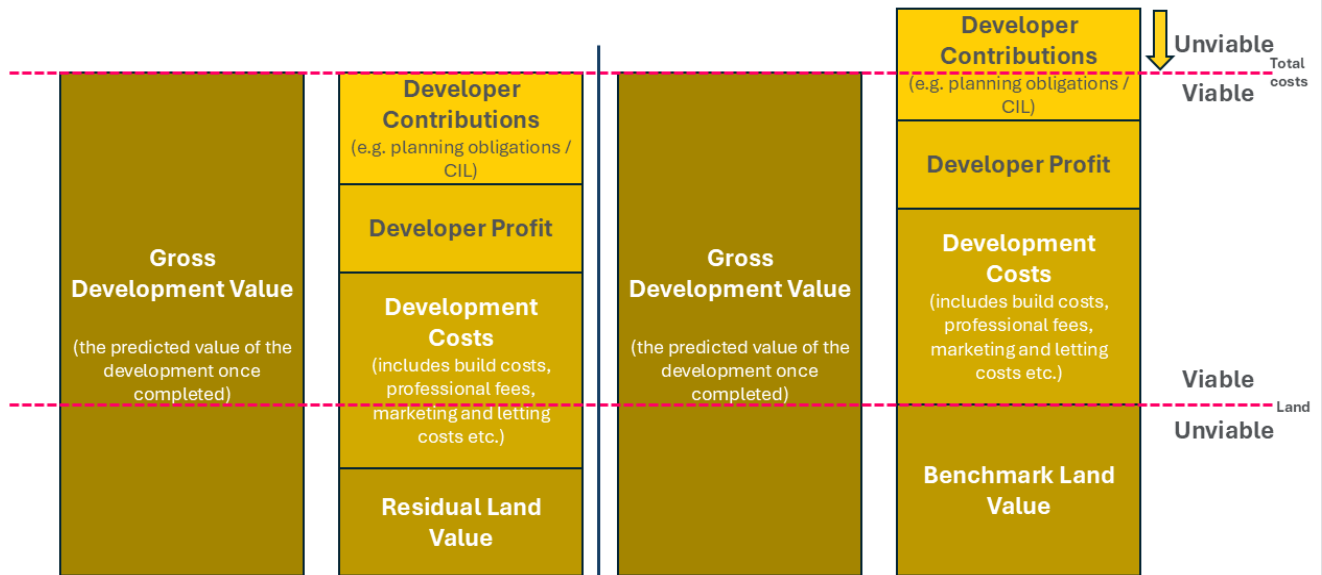 Gross
Development Value
(the predicted value of the
development once
completed)
Developer
Contributions
(e.g. planning obligations /
CIL)
Developer Profit
Development
Costs
(includes build costs,
professional fees,
marketing and letting
costs etc.)
Residual Land
Value
Gross
Development Value
(the predicted value of the
development once
completed)
Developer
Contributions
(e.g. planning obligations /
CIL)
Developer Profit
Development
Costs
(includes build costs,
professional fees,
marketing and letting
costs etc.)
Benchmark Land
Value
Unviable
Total
costs
Viable
Viable
Land
Unviable